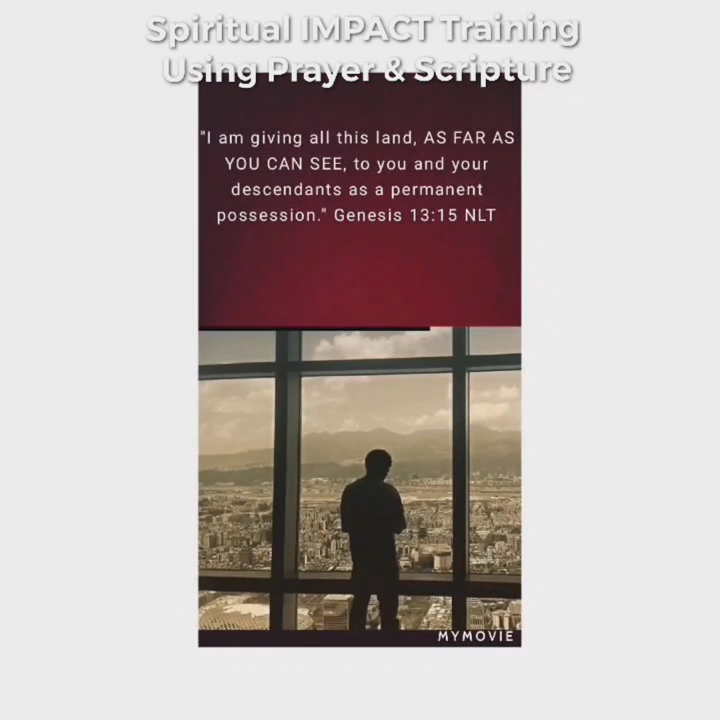 Spiritual IMPACT Training
Using Prayer & Scripture
"I am giving all this land, AS FAR AS
YOU CAN SEE, to you and your
descendants as a permanent
possession." Genesis 13:15 NLT
MYMOVIE